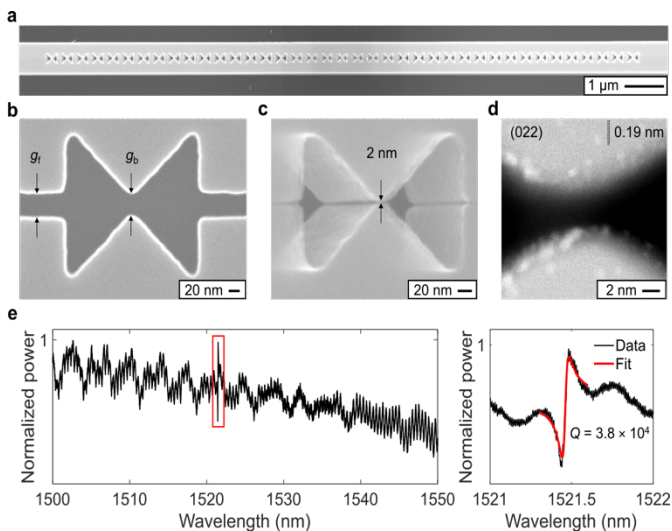 a
1 μm
b
g_f
g_b
20 nm
c
2 nm
20 nm
d
(022)
0.19 nm
2 nm
e
Normalized power
1
1500 1510 1520 1530 1540 1550
Wavelength (nm)
Normalized power
1
Data
Fit
Q = 3.8 × 10⁴
1521 1521.5 1522
Wavelength (nm)